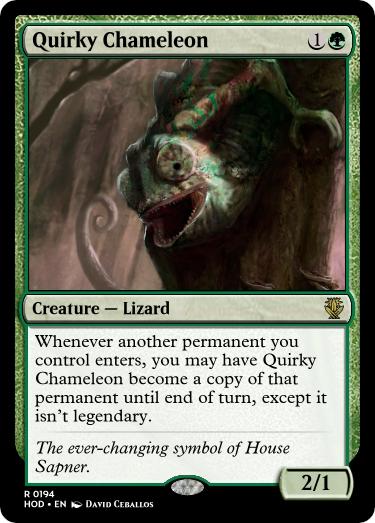 Quirky Chameleon 1
Creature — Lizard
Whenever another permanent you
control enters, you may have Quirky
Chameleon become a copy of that
permanent until end of turn, except it
isn't legendary.
The ever-changing symbol of House
Sapner.
2/1
R 0194
HOD • EN David Ceballos